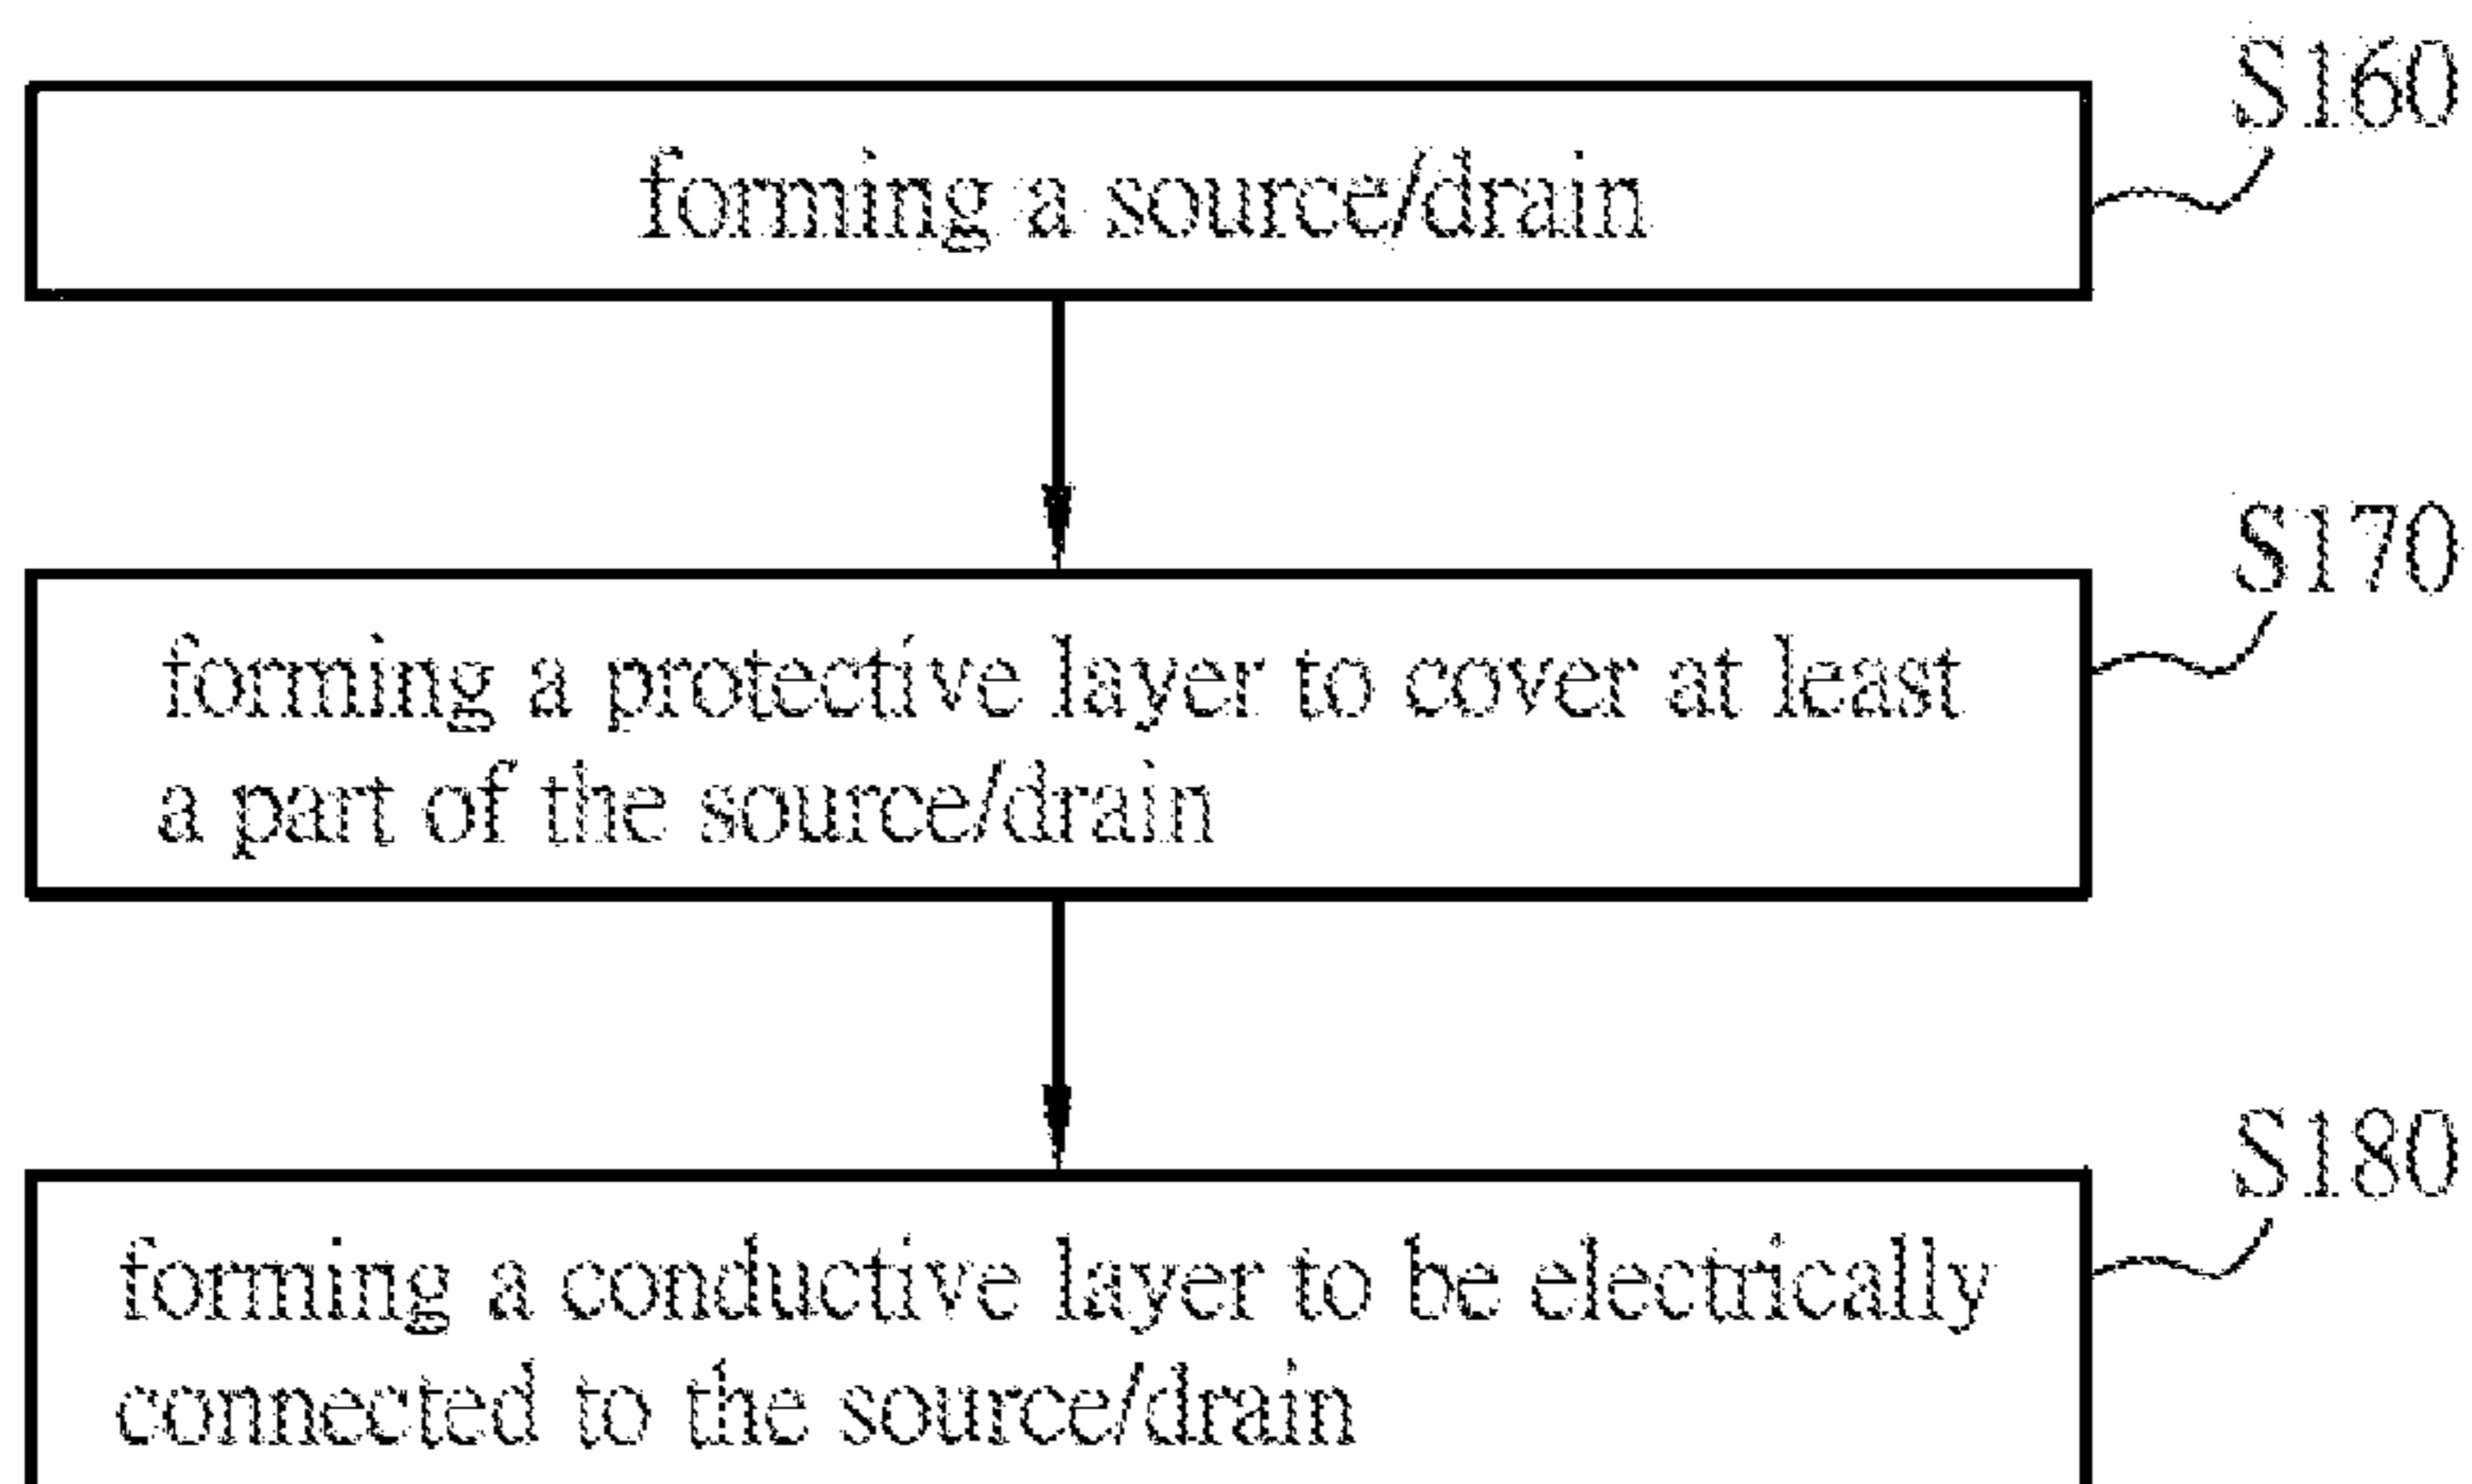 S160
forming a source/drain
S170
forming a protective layer to cover at least
a part of the source/drain
S180
forming a conductive layer to be electrically
connected to the source/drain